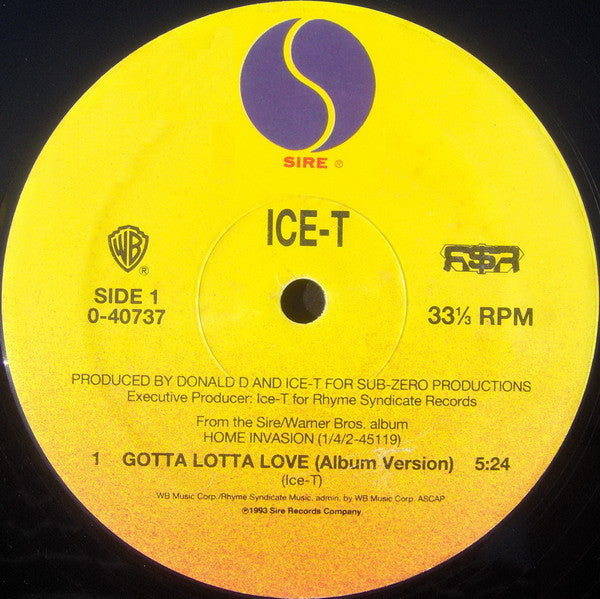 SIRE ®
ICE-T
WB
®
SIDE 1
0-40737
33⅓ RPM
PRODUCED BY DONALD D AND ICE-T FOR SUB-ZERO PRODUCTIONS
Executive Producer: Ice-T for Rhyme Syndicate Records
From the Sire/Warner Bros. album
HOME INVASION (1/4/2-45119)
1 GOTTA LOTTA LOVE (Album Version) 5:24
(Ice-T)
WB Music Corp./Rhyme Syndicate Music, admin. by WB Music Corp. ASCAP
℗1993 Sire Records Company